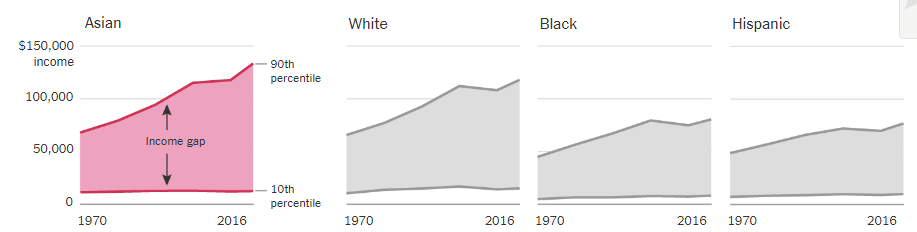 Asian
White
Black
Hispanic
$150,000
income
100,000
50,000
0
90th
percentile
Income gap
10th
percentile
1970
2016
1970
2016
1970
2016
1970
2016